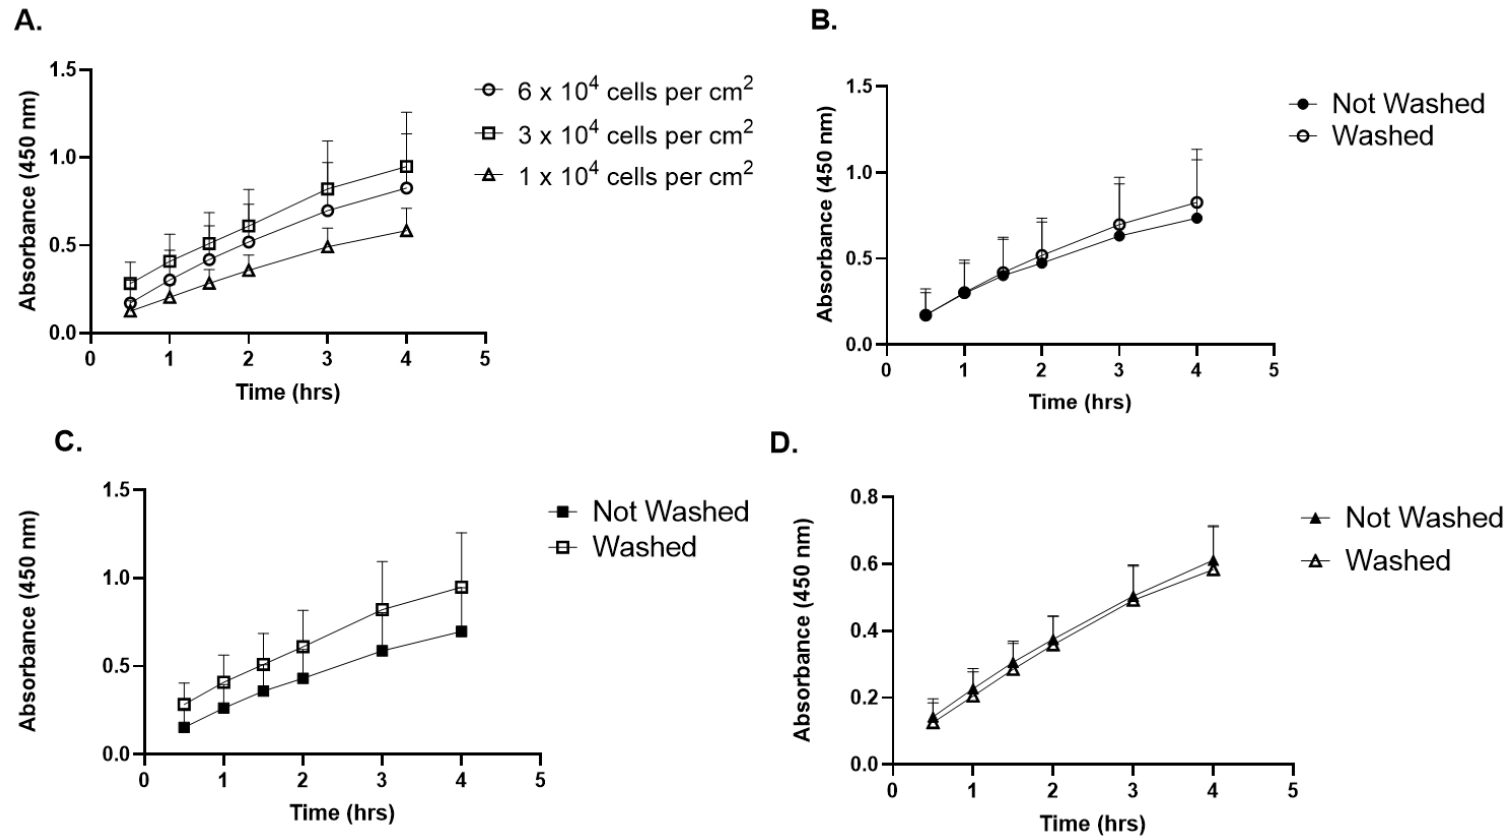 A.
Absorbance (450 nm)
1.5
1.0
0.5
0.0
0 1 2 3 4 5
Time (hrs)
6 x 10⁴ cells per cm²
3 x 10⁴ cells per cm²
1 x 10⁴ cells per cm²
B.
Absorbance (450 nm)
1.5
1.0
0.5
0.0
0 1 2 3 4 5
Time (hrs)
Not Washed
Washed
C.
Absorbance (450 nm)
1.5
1.0
0.5
0.0
0 1 2 3 4 5
Time (hrs)
Not Washed
Washed
D.
Absorbance (450 nm)
0.8
0.6
0.4
0.2
0.0
0 1 2 3 4 5
Time (hrs)
Not Washed
Washed